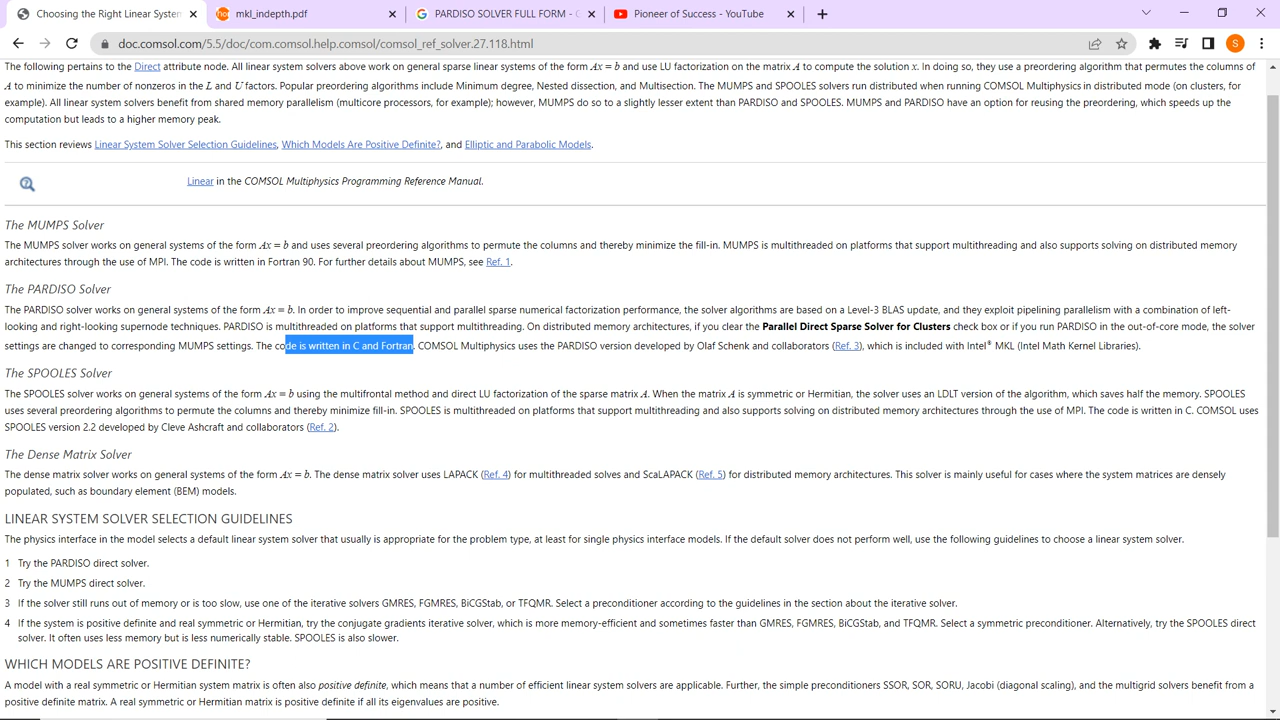 Choosing the Right Linear System
mkl_indepth.pdf
PARDISO SOLVER FULL FORM - G
Pioneer of Success - YouTube
doc.comsol.com/5.5/doc/com.comsol.help.comsol/comsol_ref_solver.27.118.html
S
The following pertains to the Direct attribute node. All linear system solvers above work on general sparse linear systems of the form Ax = b and use LU factorization on the matrix A to compute the solution x. In doing so, they use a preordering algorithm that permutes the columns of
A to minimize the number of nonzeros in the L and U factors. Popular preordering algorithms include Minimum degree, Nested dissection, and Multisection. The MUMPS and SPOOLES solvers run distributed when running COMSOL Multiphysics in distributed mode (on clusters, for
example). All linear system solvers benefit from shared memory parallelism (multicore processors, for example); however, MUMPS do so to a slightly lesser extent than PARDISO and SPOOLES. MUMPS and PARDISO have an option for reusing the preordering, which speeds up the
computation but leads to a higher memory peak.
This section reviews Linear System Solver Selection Guidelines, Which Models Are Positive Definite?, and Elliptic and Parabolic Models.
Linear in the COMSOL Multiphysics Programming Reference Manual.
The MUMPS Solver
The MUMPS solver works on general systems of the form Ax = b and uses several preordering algorithms to permute the columns and thereby minimize the fill-in. MUMPS is multithreaded on platforms that support multithreading and also supports solving on distributed memory
architectures through the use of MPI. The code is written in Fortran 90. For further details about MUMPS, see Ref. 1.
The PARDISO Solver
The PARDISO solver works on general systems of the form Ax = b. In order to improve sequential and parallel sparse numerical factorization performance, the solver algorithms are based on a Level-3 BLAS update, and they exploit pipelining parallelism with a combination of left-
looking and right-looking supernode techniques. PARDISO is multithreaded on platforms that support multithreading. On distributed memory architectures, if you clear the Parallel Direct Sparse Solver for Clusters check box or if you run PARDISO in the out-of-core mode, the solver
settings are changed to corresponding MUMPS settings. The code is written in C and Fortran. COMSOL Multiphysics uses the PARDISO version developed by Olaf Schenk and collaborators (Ref. 3), which is included with Intel® MKL (Intel Math Kernel Libraries).
The SPOOLES Solver
The SPOOLES solver works on general systems of the form Ax = b using the multifrontal method and direct LU factorization of the sparse matrix A. When the matrix A is symmetric or Hermitian, the solver uses an LDLT version of the algorithm, which saves half the memory. SPOOLES
uses several preordering algorithms to permute the columns and thereby minimize fill-in. SPOOLES is multithreaded on platforms that support multithreading and also supports solving on distributed memory architectures through the use of MPI. The code is written in C. COMSOL uses
SPOOLES version 2.2 developed by Cleve Ashcraft and collaborators (Ref. 2).
The Dense Matrix Solver
The dense matrix solver works on general systems of the form Ax = b. The dense matrix solver uses LAPACK (Ref. 4) for multithreaded solves and ScaLAPACK (Ref. 5) for distributed memory architectures. This solver is mainly useful for cases where the system matrices are densely
populated, such as boundary element (BEM) models.
LINEAR SYSTEM SOLVER SELECTION GUIDELINES
The physics interface in the model selects a default linear system solver that usually is appropriate for the problem type, at least for single physics interface models. If the default solver does not perform well, use the following guidelines to choose a linear system solver.
1 Try the PARDISO direct solver.
2 Try the MUMPS direct solver.
3 If the solver still runs out of memory or is too slow, use one of the iterative solvers GMRES, FGMRES, BiCGStab, or TFQMR. Select a preconditioner according to the guidelines in the section about the iterative solver.
4 If the system is positive definite and real symmetric or Hermitian, try the conjugate gradients iterative solver, which is more memory-efficient and sometimes faster than GMRES, FGMRES, BiCGStab, and TFQMR. Select a symmetric preconditioner. Alternatively, try the SPOOLES direct
solver. It often uses less memory but is less numerically stable. SPOOLES is also slower.
WHICH MODELS ARE POSITIVE DEFINITE?
A model with a real symmetric or Hermitian system matrix is often also positive definite, which means that a number of efficient linear system solvers are applicable. Further, the simple preconditioners SSOR, SOR, SORU, Jacobi (diagonal scaling), and the multigrid solvers benefit from a
positive definite matrix. A real symmetric or Hermitian matrix is positive definite if all its eigenvalues are positive.